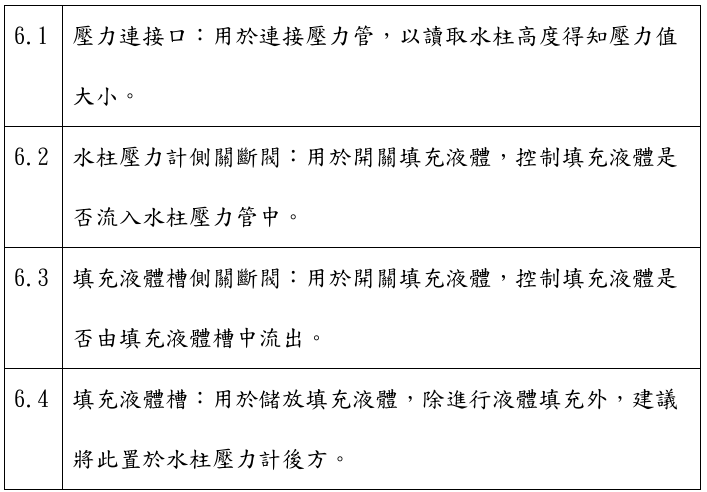 6.1 壓力連接口：用於連接壓力管，以讀取水柱高度得知壓力值
大小。
6.2 水柱壓力計側關斷閥：用於開關填充液體，控制填充液體是
否流入水柱壓力管中。
6.3 填充液體槽側關斷閥：用於開關填充液體，控制填充液體是
否由填充液體槽中流出。
6.4 填充液體槽：用於儲放填充液體，除進行液體填充外，建議
將此置於水柱壓力計後方。